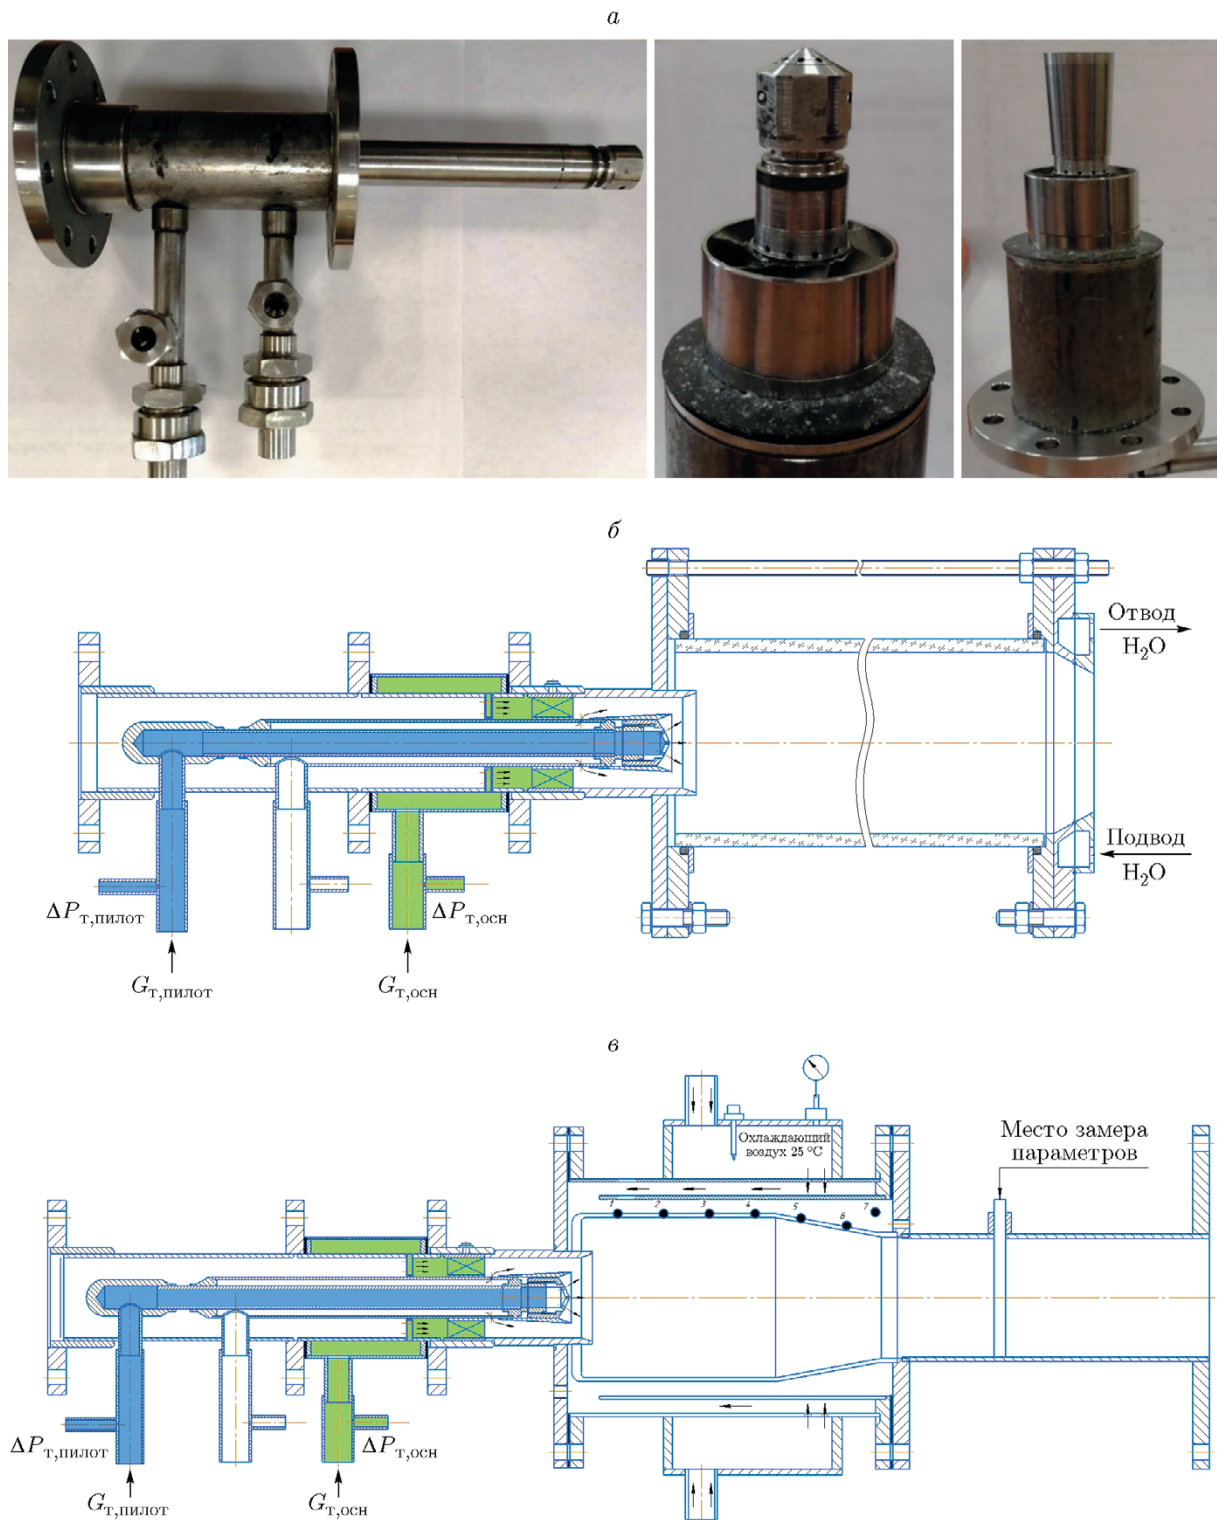 а
б
Отвод
H₂O
Подвод
H₂O
ΔPт,пилот
ΔPт,осн
Gт,пилот
Gт,осн
в
Охлаждающий
воздух 25 °C
Место замера
параметров
1 2 3 4 5 6 7
ΔPт,пилот
ΔPт,осн
Gт,пилот
Gт,осн